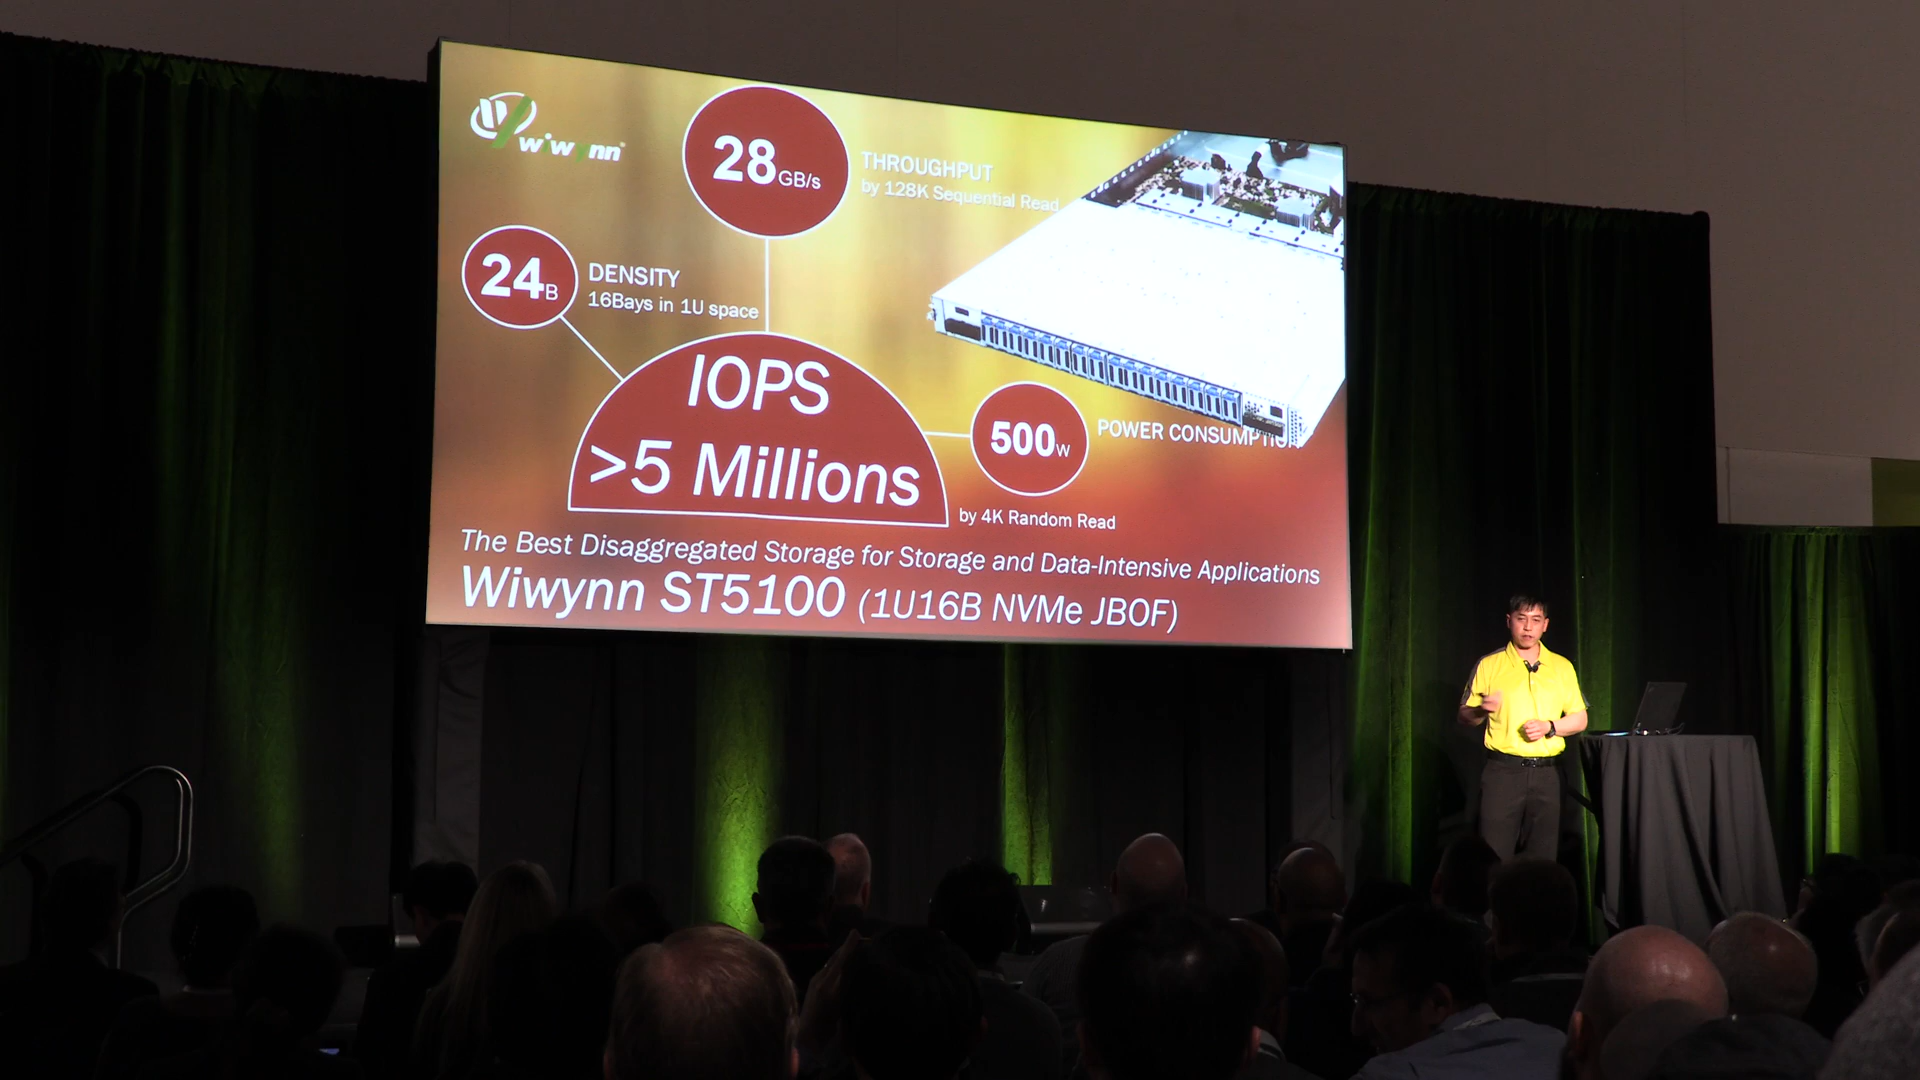 wiwynn
28GB/s
THROUGHPUT
by 128K Sequential Read
24B
DENSITY
16Bays in 1U space
IOPS
>5 Millions
500W
POWER CONSUMPTION
by 4K Random Read
The Best Disaggregated Storage for Storage and Data-Intensive Applications
Wiwynn ST5100 (1U16B NVMe JBOF)